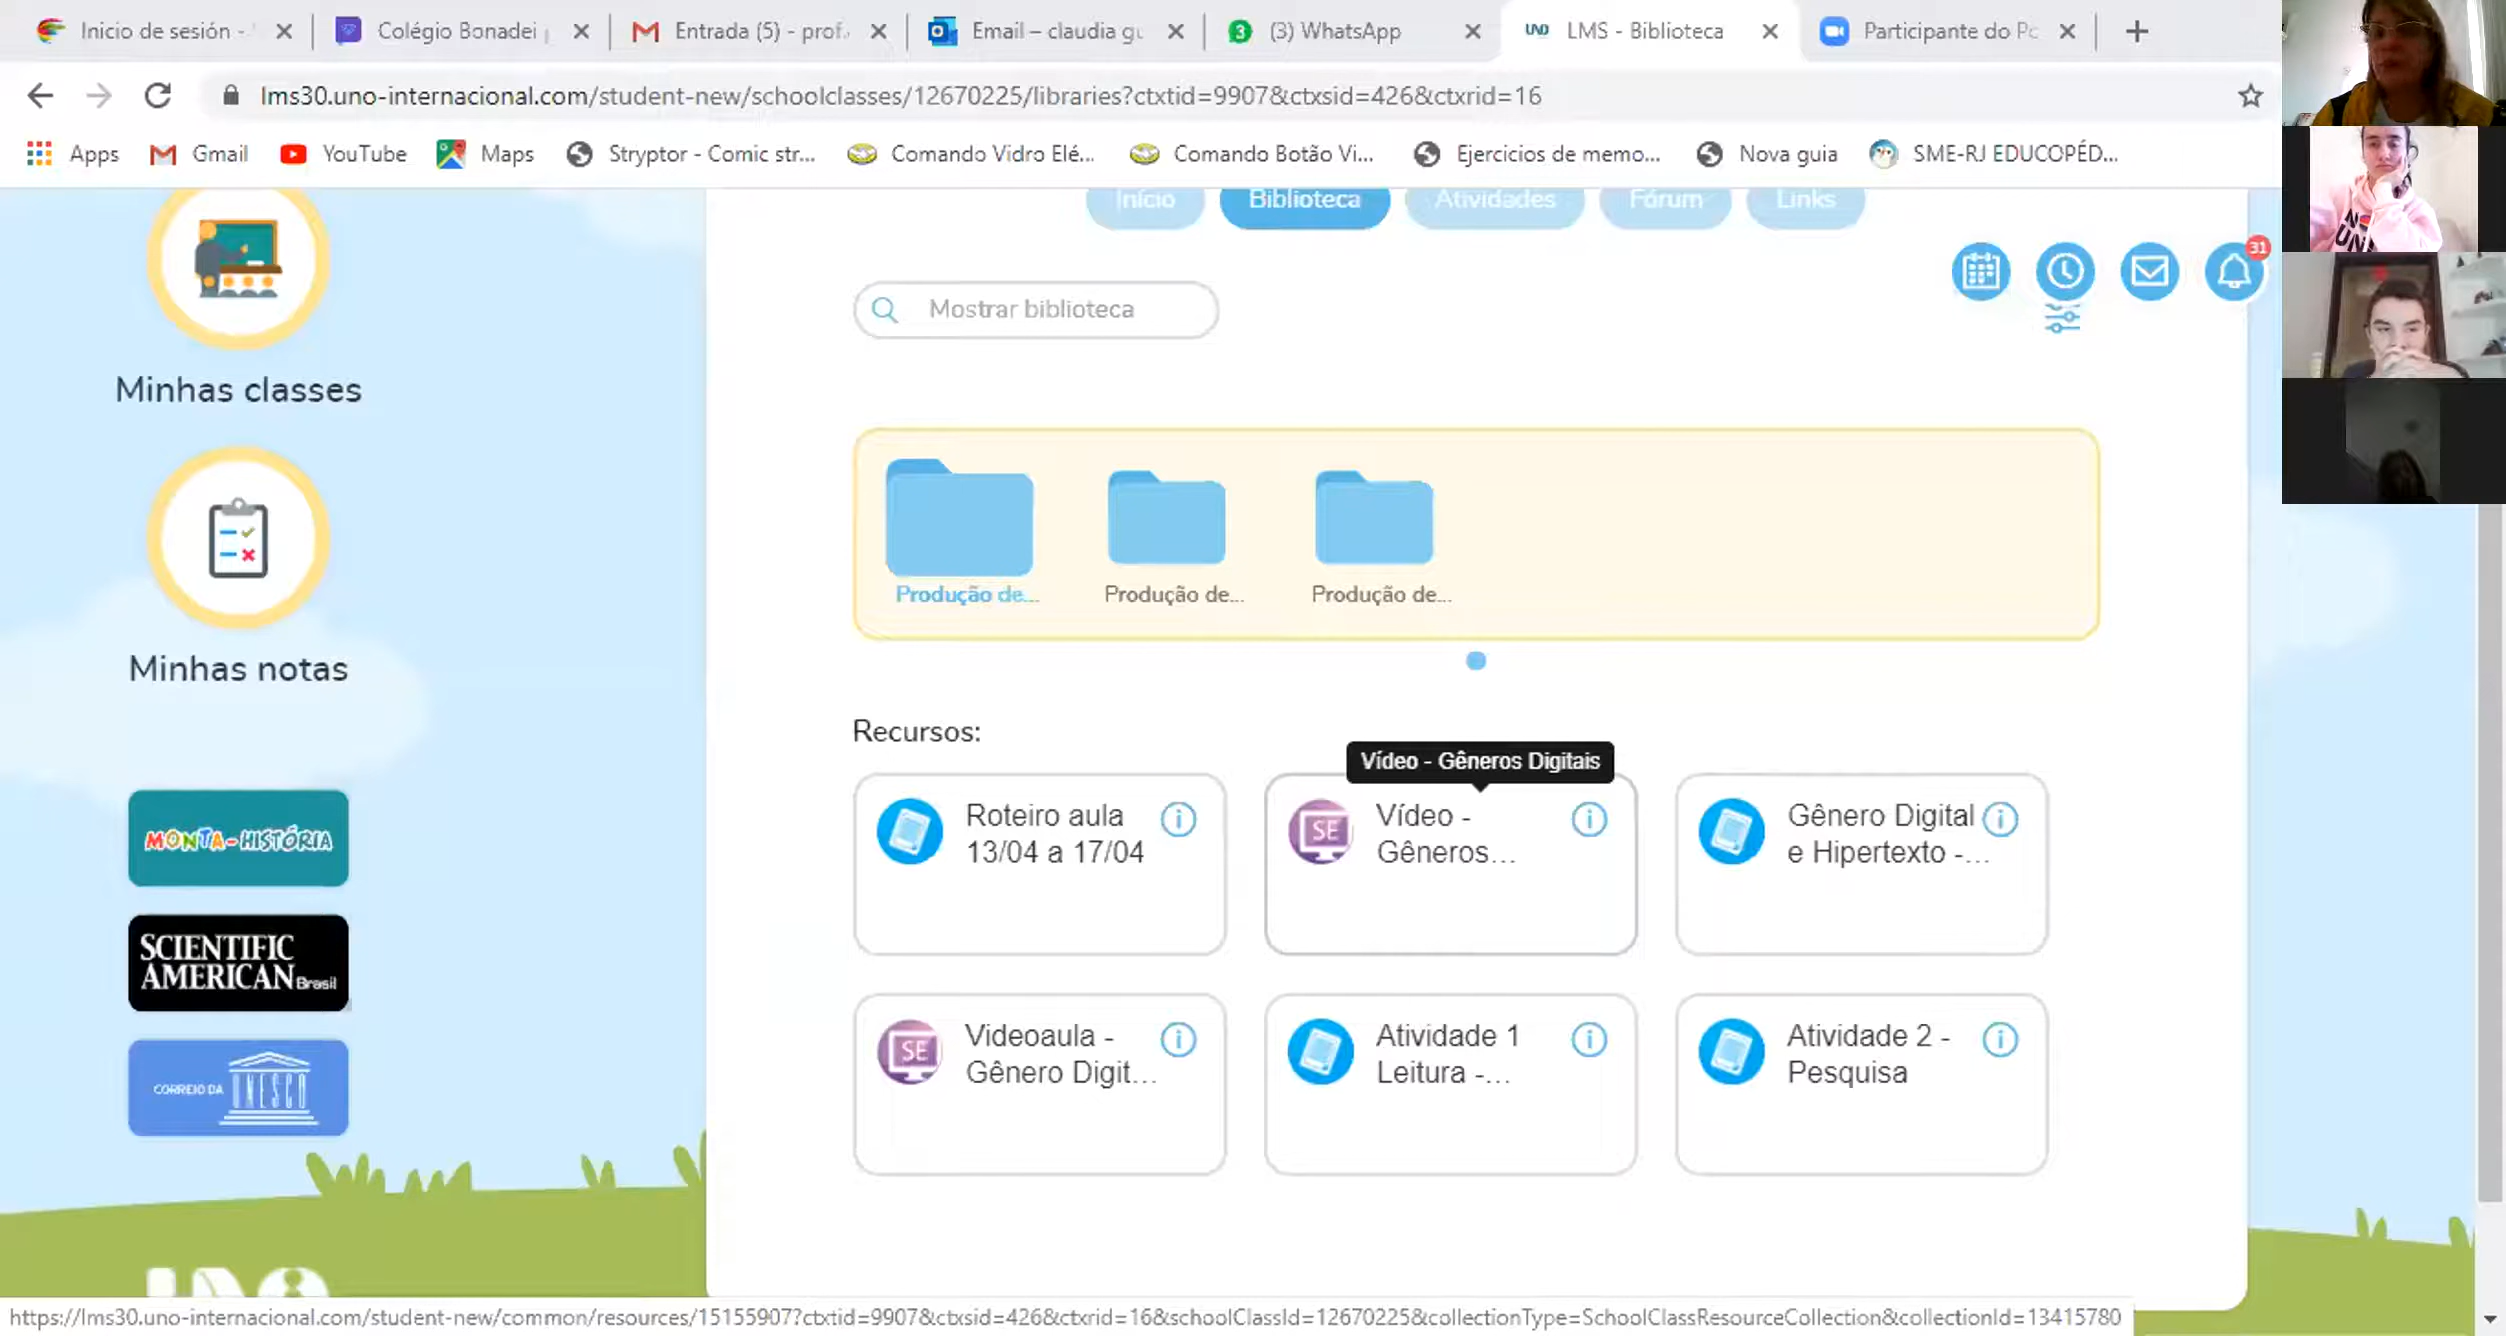 Inicio de sesión -
Colégio Bonadei
Entrada (5) - prof.
Email – claudia gu
3 (3) WhatsApp
UNO LMS - Biblioteca
Participante do Po
lms30.uno-internacional.com/student-new/schoolclasses/12670225/libraries?ctxtid=9907&ctxsid=426&ctxrid=16
Apps
Gmail
YouTube
Maps
Stryptor - Comic str...
Comando Vidro Elé...
Comando Botão Vi...
Ejercicios de memo...
Nova guia
SME-RJ EDUCOPÉD...
Início
Biblioteca
Atividades
Fórum
Links
31
Mostrar biblioteca
Minhas classes
Minhas notas
MONTA-HISTÓRIA
SCIENTIFIC
AMERICAN Brasil
CORREIO DA UNESCO
Produção de...
Produção de...
Produção de...
Recursos:
Vídeo - Gêneros Digitais
Roteiro aula
13/04 a 17/04
SE Vídeo -
Gêneros...
Gênero Digital
e Hipertexto -...
SE Videoaula -
Gênero Digit...
Atividade 1
Leitura -...
Atividade 2 -
Pesquisa
https://lms30.uno-internacional.com/student-new/common/resources/15155907?ctxtid=9907&ctxsid=426&ctxrid=16&schoolClassId=12670225&collectionType=SchoolClassResourceCollection&collectionId=13415780